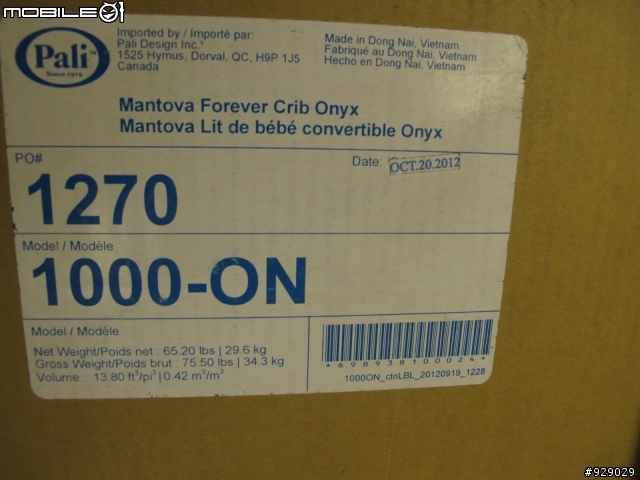 MOBILE01
Pali™
Since 1919
Imported by / Importé par:
Pali Design Inc.™
1525 Hymus, Dorval, QC, H9P 1J5
Canada
Made in Dong Nai, Vietnam
Fabriqué au Dong Nai, Vietnam
Hecho en Dong Nai, Vietnam
Mantova Forever Crib Onyx
Mantova Lit de bébé convertible Onyx
PO#
1270
Date:
OCT.20.2012
Model / Modèle
1000-ON
Model / Modèle
Net Weight/Poids net : 65.20 lbs | 29.6 kg
Gross Weight/Poids brut : 75.50 lbs | 34.3 kg
Volume : 13.80 ft³/pi³ | 0.42 m³/m³
*6989381000244*
1000ON_ctnLBL_20120919_1228
#929029